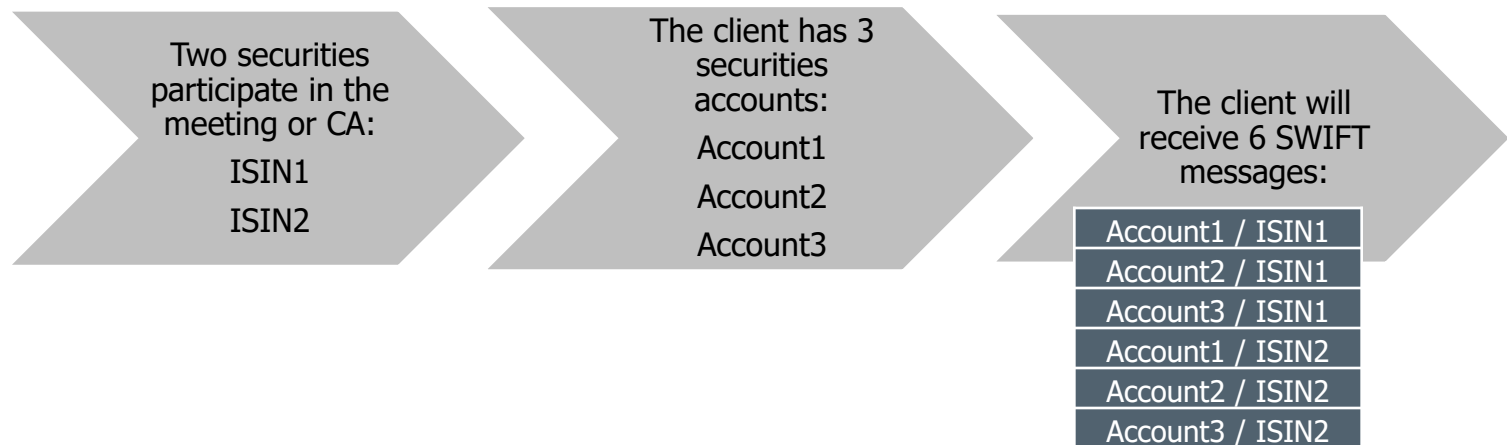 Two securities
participate in the
meeting or CA:
ISIN1
ISIN2
The client has 3
securities
accounts:
Account1
Account2
Account3
The client will
receive 6 SWIFT
messages:
Account1 / ISIN1
Account2 / ISIN1
Account3 / ISIN1
Account1 / ISIN2
Account2 / ISIN2
Account3 / ISIN2